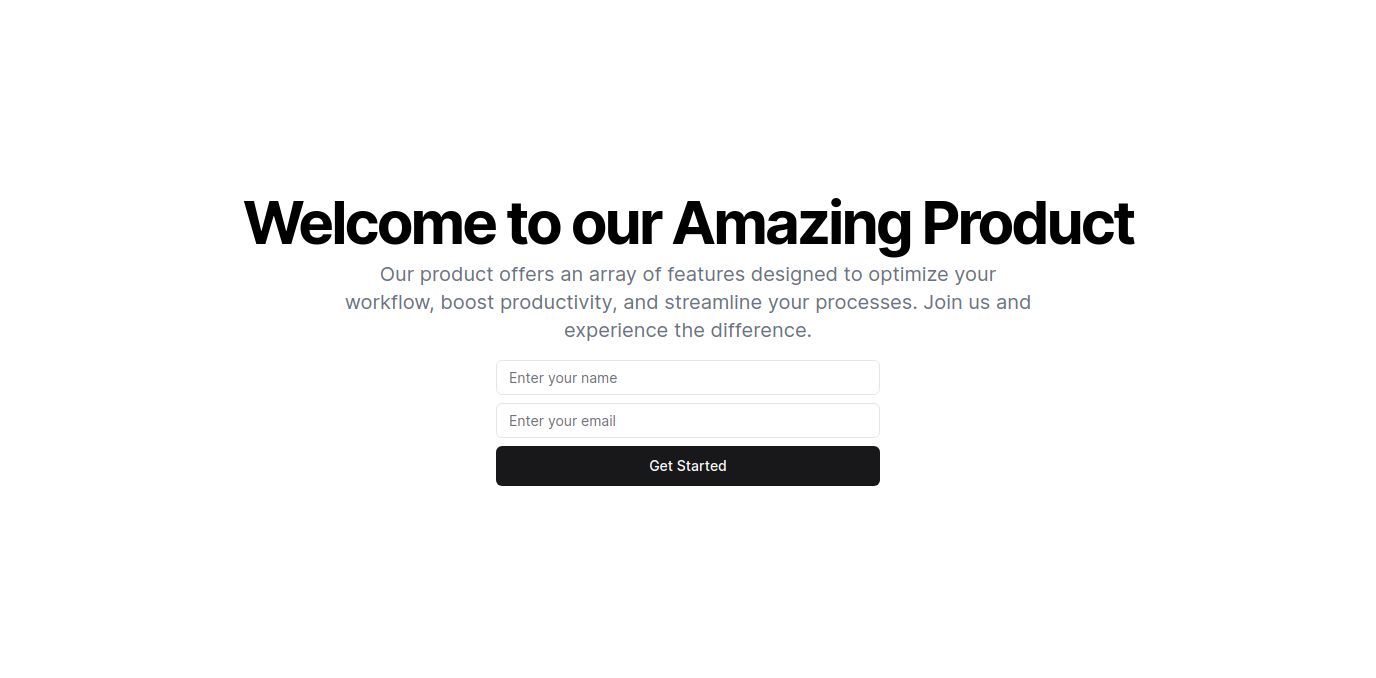 Welcome to our Amazing Product
Our product offers an array of features designed to optimize your
workflow, boost productivity, and streamline your processes. Join us and
experience the difference.
Enter your name
Enter your email
Get Started